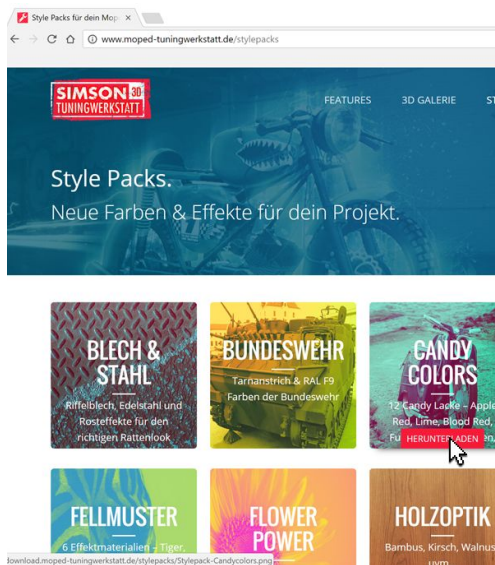 Style Packs für dein Mop
www.moped-tuningwerkstatt.de/stylepacks
SIMSON 3D
TUNINGWERKSTATT
FEATURES 3D GALERIE ST
Style Packs.
Neue Farben & Effekte für dein Projekt.
BLECH &
STAHL
Riffelblech, Edelstahl und
Rosteffekte für den
richtigen Rattenlook
BUNDESWEHR
Tarnanstrich & RAL F9
Farben der Bundeswehr
CANDY
COLORS
12 Candy Lacke – Apple
Red, Lime, Blood Red,
HERUNTERLADEN
FELLMUSTER
6 Effektmaterialien – Tiger,
FLOWER
POWER
HOLZOPTIK
Bambus, Kirsch, Walnus
uvm.
download.moped-tuningwerkstatt.de/stylepacks/Stylepack-Candycolors.png